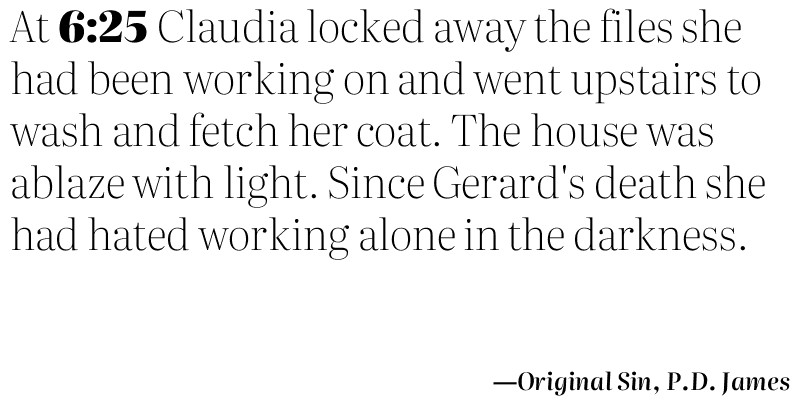 At 6:25 Claudia locked away the files she
had been working on and went upstairs to
wash and fetch her coat. The house was
ablaze with light. Since Gerard's death she
had hated working alone in the darkness.
—Original Sin, P.D. James